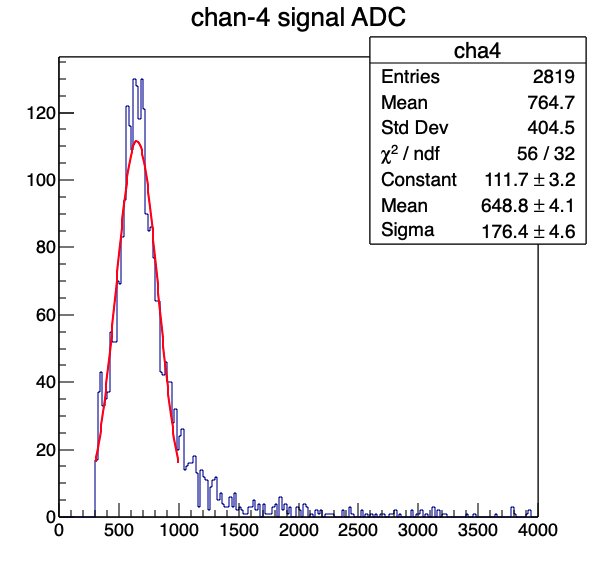 chan-4 signal ADC
cha4
Entries 2819
Mean 764.7
Std Dev 404.5
χ² / ndf 56 / 32
Constant 111.7 ± 3.2
Mean 648.8 ± 4.1
Sigma 176.4 ± 4.6
120
100
80
60
40
20
0
0 500 1000 1500 2000 2500 3000 3500 4000